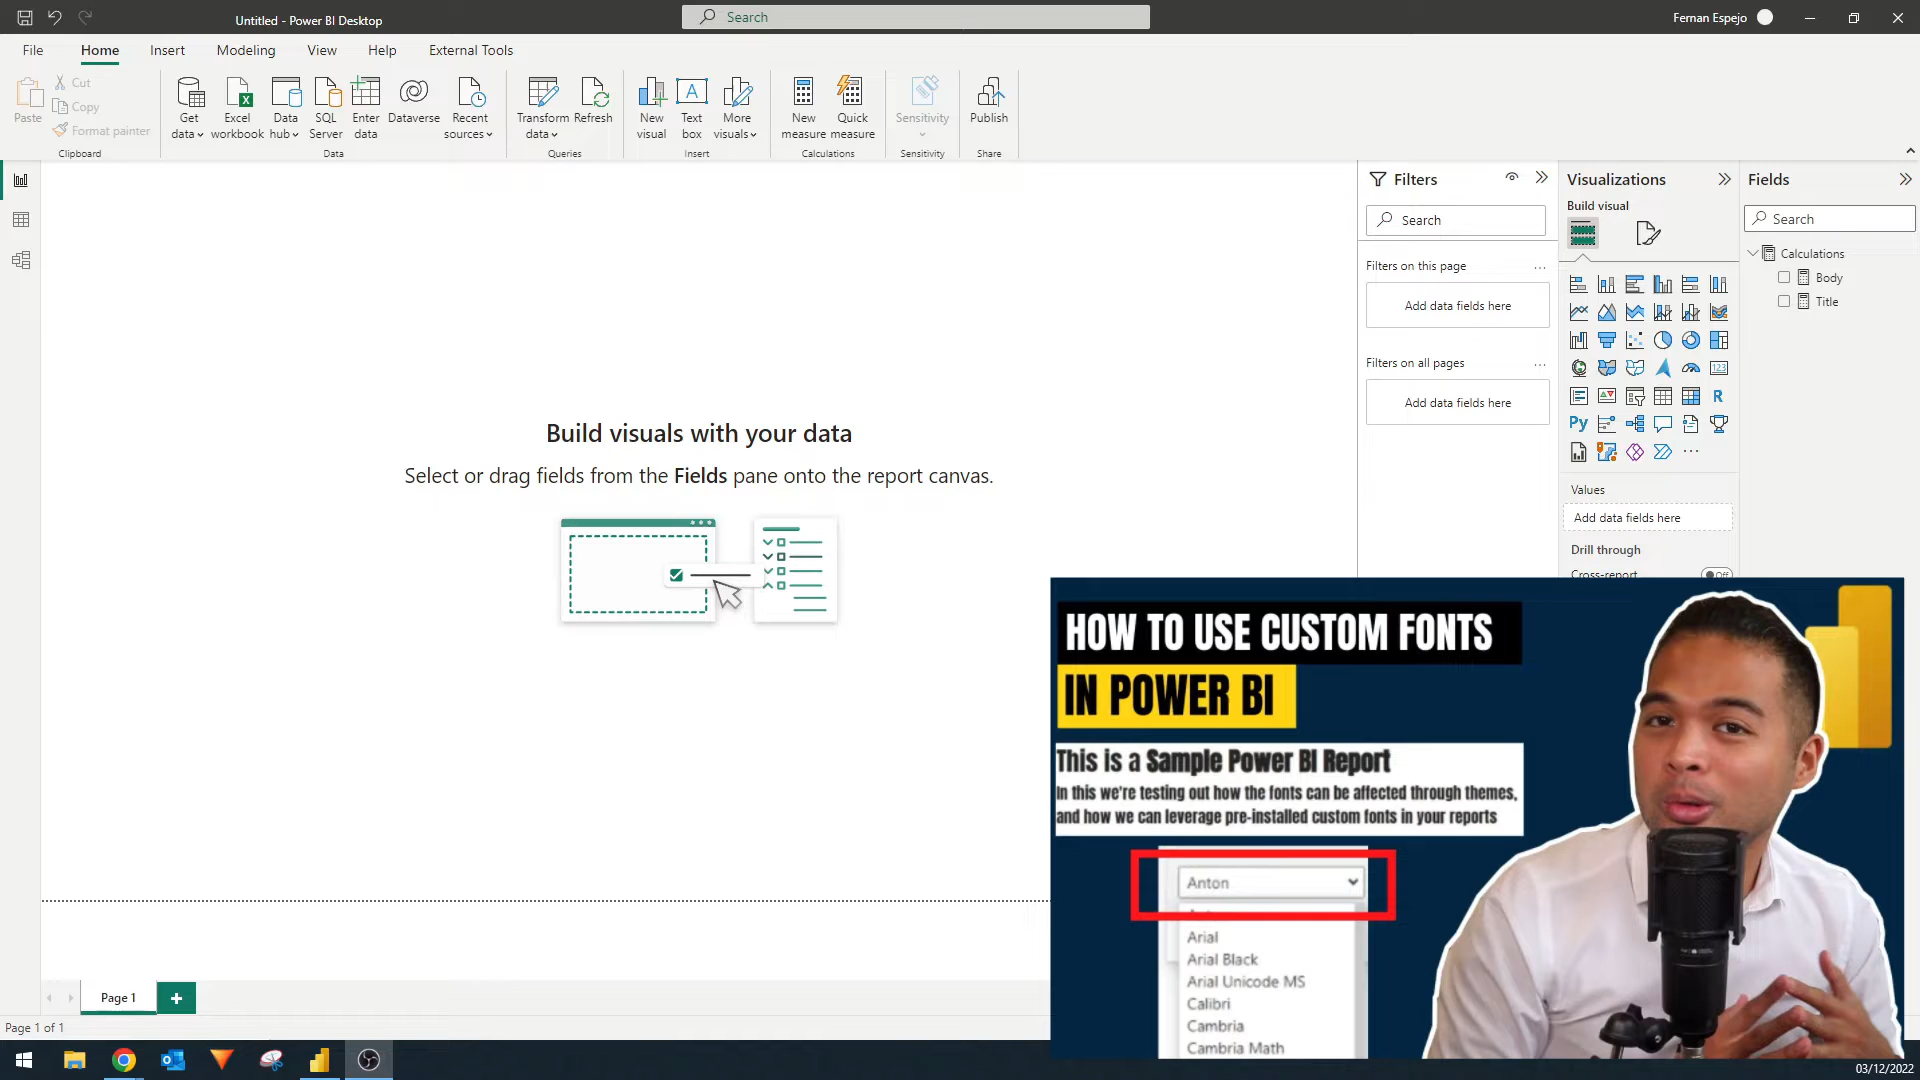 Untitled - Power BI Desktop
Search
Fernan Espejo
File
Home
Insert
Modeling
View
Help
External Tools
Paste
Cut
Copy
Format painter
Clipboard
Get data
Excel workbook
Data hub
SQL Server
Enter data
Dataverse
Recent sources
Data
Transform data
Refresh
Queries
New visual
Text box
More visuals
Insert
New measure
Quick measure
Calculations
Sensitivity
Sensitivity
Publish
Share
Filters
Search
Filters on this page
...
Add data fields here
Filters on all pages
...
Add data fields here
Visualizations
Build visual
123
R
Py
...
Values
Add data fields here
Drill through
Cross-report
Off
Fields
Search
Calculations
Body
Title
Build visuals with your data
Select or drag fields from the Fields pane onto the report canvas.
HOW TO USE CUSTOM FONTS
IN POWER BI
This is a Sample Power BI Report
In this we're testing out how the fonts can be affected through themes,
and how we can leverage pre-installed custom fonts in your reports
Anton
Arial
Arial Black
Arial Unicode MS
Calibri
Cambria
Cambria Math
Page 1
Page 1 of 1
03/12/2022